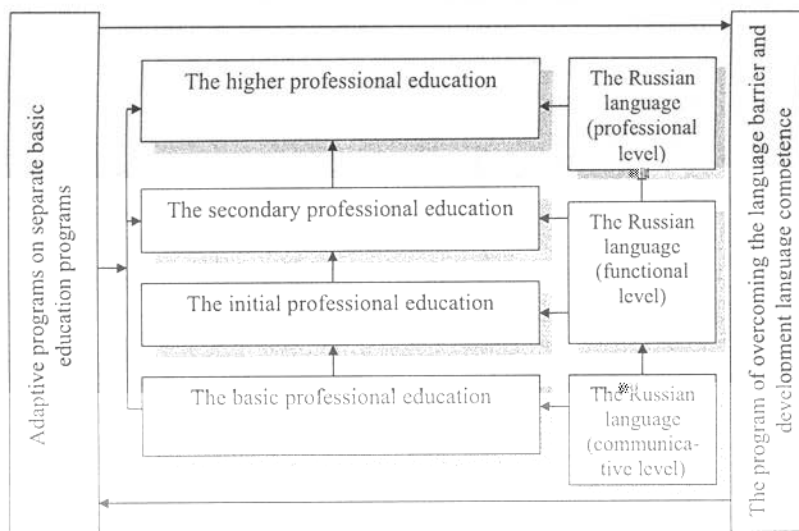 Adaptive programs on separate basic
education programs
The higher professional education
The secondary professional education
The initial professional education
The basic professional education
The Russian
language
(professional
level)
The Russian
language
(functional
level)
The Russian
language
(communica-
tive level)
The program of overcoming the language barrier and
development language competence